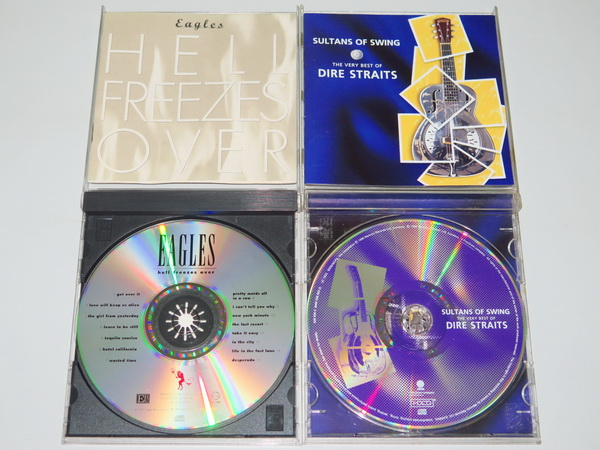 Eagles
HELL
FREEZES
OVER
SULTANS OF SWING
THE VERY BEST OF
DIRE STRAITS
EAGLES
hell freezes over
get over it
love will keep us alive
the girl from yesterday
learn to be still
tequila sunrise
hotel california
wasted time
pretty maids all
in a row
i can't tell you why
new york minute
the last resort
take it easy
in the city
life in the fast lane
desperado
SULTANS OF SWING
THE VERY BEST OF
DIRE STRAITS
HDCD